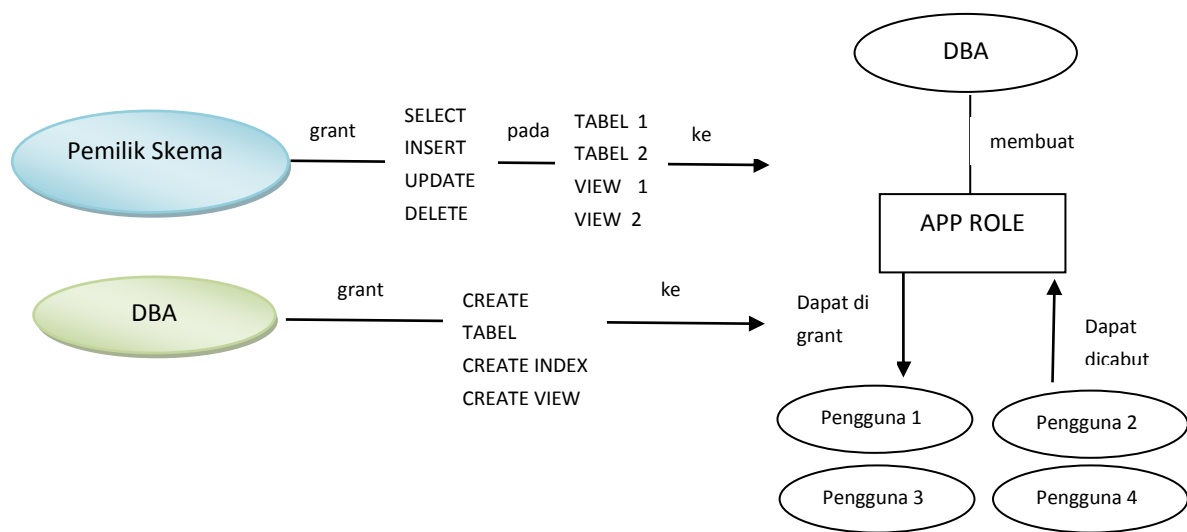 DBA
membuat
Pemilik Skema
grant
SELECT
INSERT
UPDATE
DELETE
pada
TABEL 1
TABEL 2
VIEW 1
VIEW 2
ke
APP ROLE
DBA
grant
CREATE
TABEL
CREATE INDEX
CREATE VIEW
ke
Dapat di
grant
Dapat
dicabut
Pengguna 1
Pengguna 2
Pengguna 3
Pengguna 4